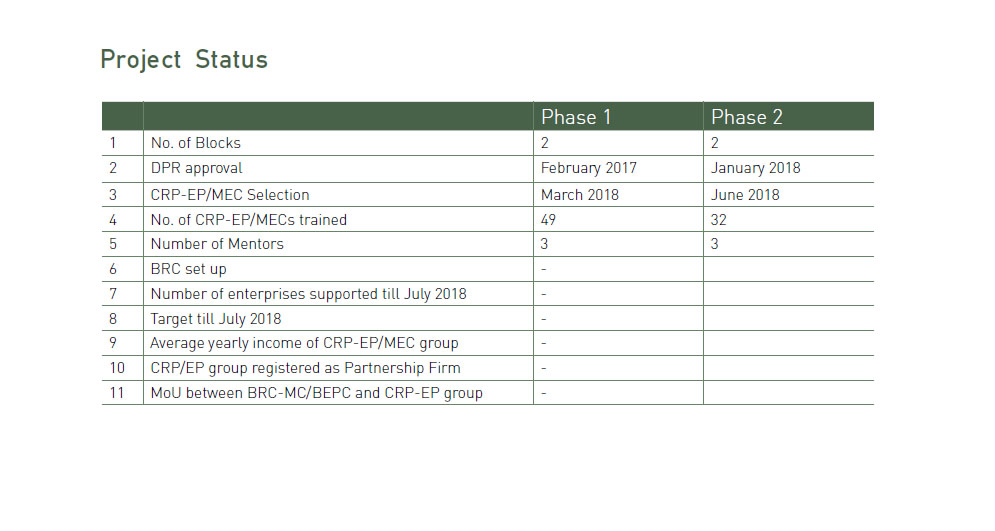 Project Status
Phase 1 Phase 2
1 No. of Blocks 2 2
2 DPR approval February 2017 January 2018
3 CRP-EP/MEC Selection March 2018 June 2018
4 No. of CRP-EP/MECs trained 49 32
5 Number of Mentors 3 3
6 BRC set up -
7 Number of enterprises supported till July 2018 -
8 Target till July 2018 -
9 Average yearly income of CRP-EP/MEC group -
10 CRP/EP group registered as Partnership Firm -
11 MoU between BRC-MC/BEPC and CRP-EP group -